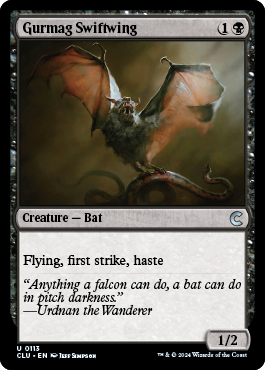 Gurmag Swiftwing 1
Creature — Bat
Flying, first strike, haste
“Anything a falcon can do, a bat can do
in pitch darkness.”
—Urdnan the Wanderer
1/2
U 0113
CLU • EN JEFF SIMPSON
™ & © 2024 Wizards of the Coast